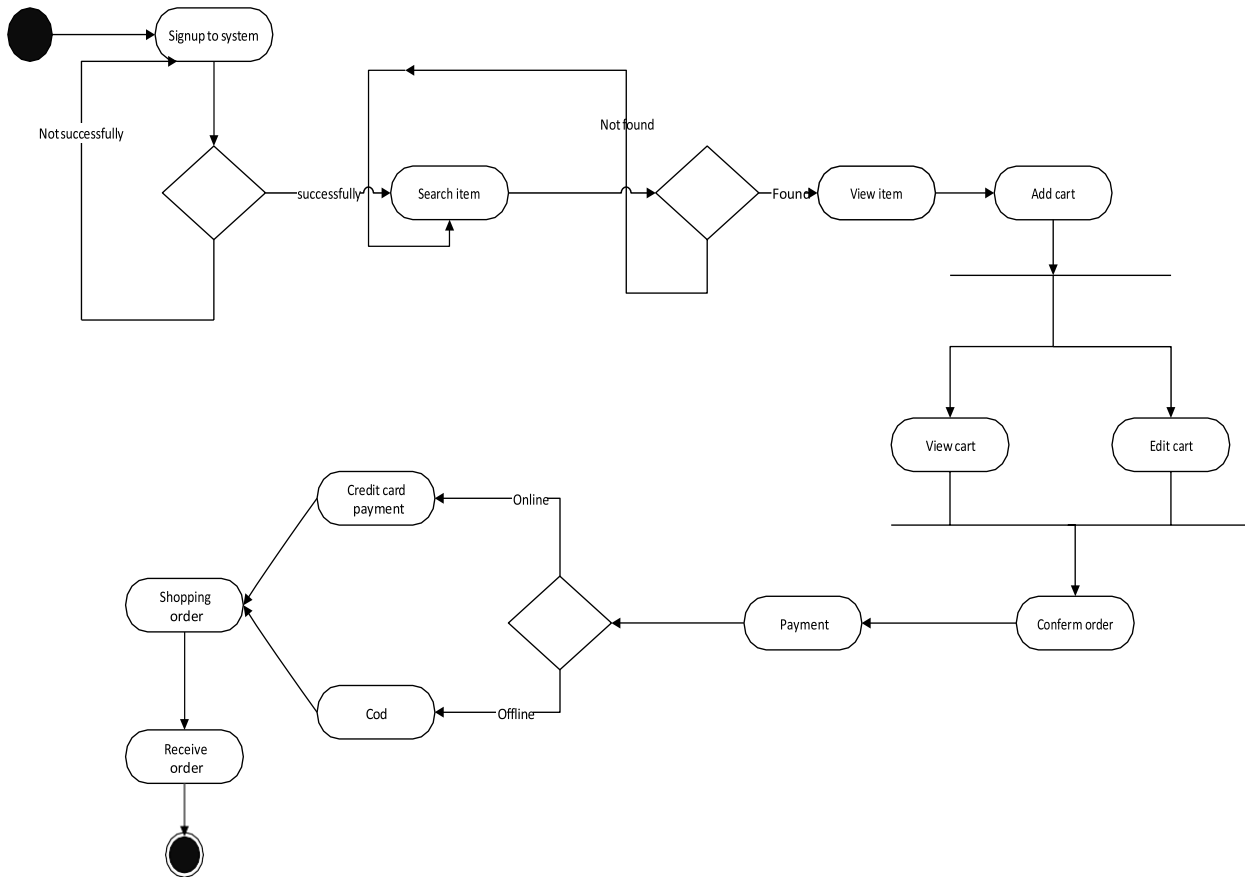 Signup to system
Not successfully
successfully
Search item
Not found
Found
View item
Add cart
View cart
Edit cart
Conferm order
Payment
Online
Offline
Credit card
payment
Cod
Shopping
order
Receive
order